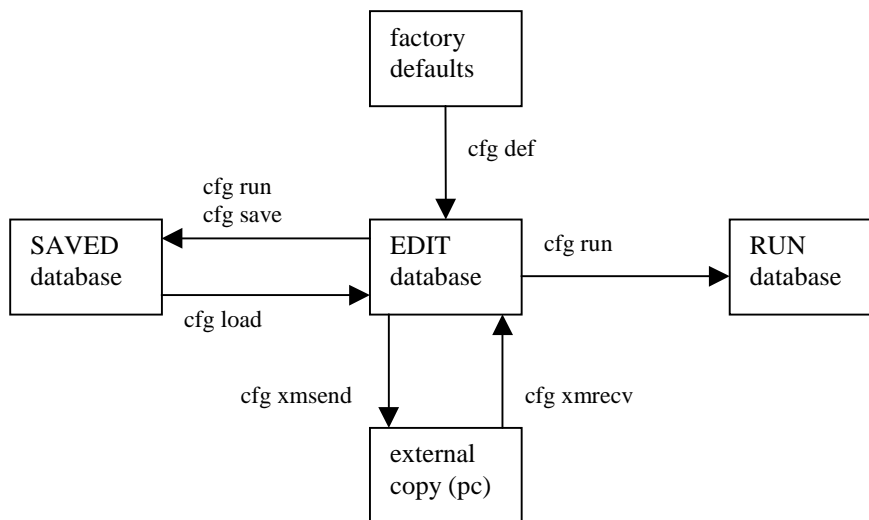 factory
defaults
cfg def
cfg run
cfg save
SAVED
database
EDIT
database
cfg run
RUN
database
cfg load
cfg xmsend
cfg xmrecv
external
copy (pc)